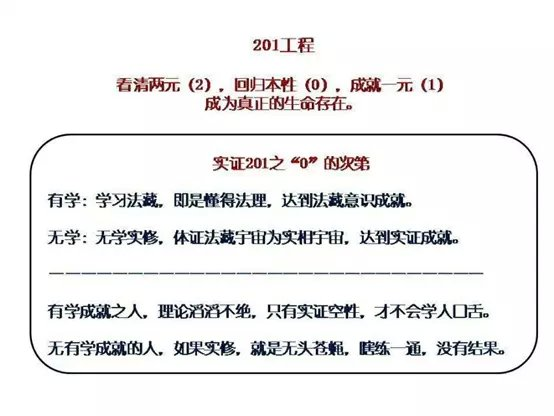 201工程
看清两元（2），回归本性（0），成就一元（1）
成为真正的生命存在。
实证201之“0”的次第
有学：学习法藏，即是懂得法理，达到法藏意识成就。
无学：无学实修，体证法藏宇宙为实相宇宙，达到实证成就。
————————————————————————————
有学成就之人，理论滔滔不绝，只有实证空性，才不会学人口舌。
无有学成就的人，如果实修，就是无头苍蝇，瞎练一通，没有结果。